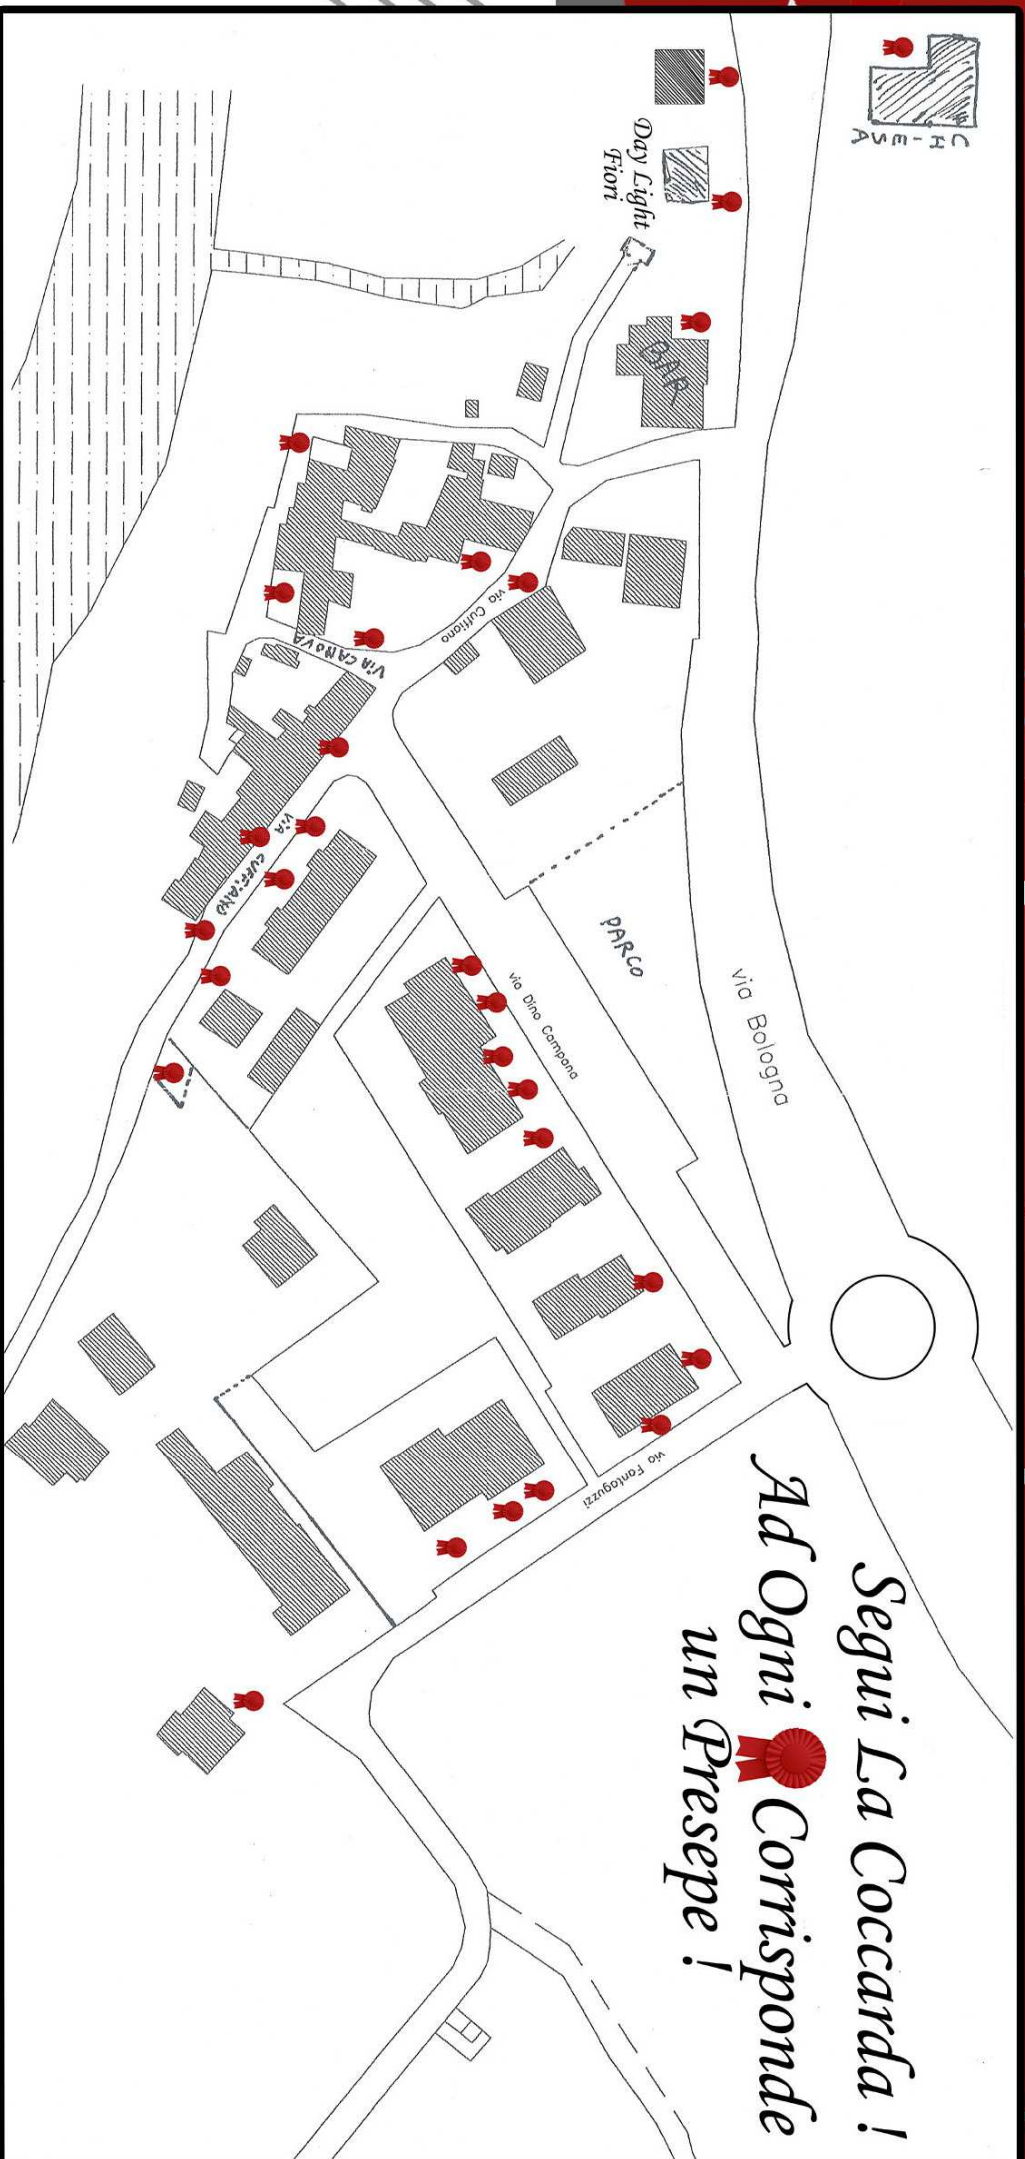 CHIESA
Day Light
Fiori
BAR
via Cuffiano
ViA CANOVA
ViA CUFFiANO
PARCO
via Dino Campana
via Bologna
via Fantaguzzi
Segui La Coccarda !
Ad Ogni Corrisponde
un Presepe !